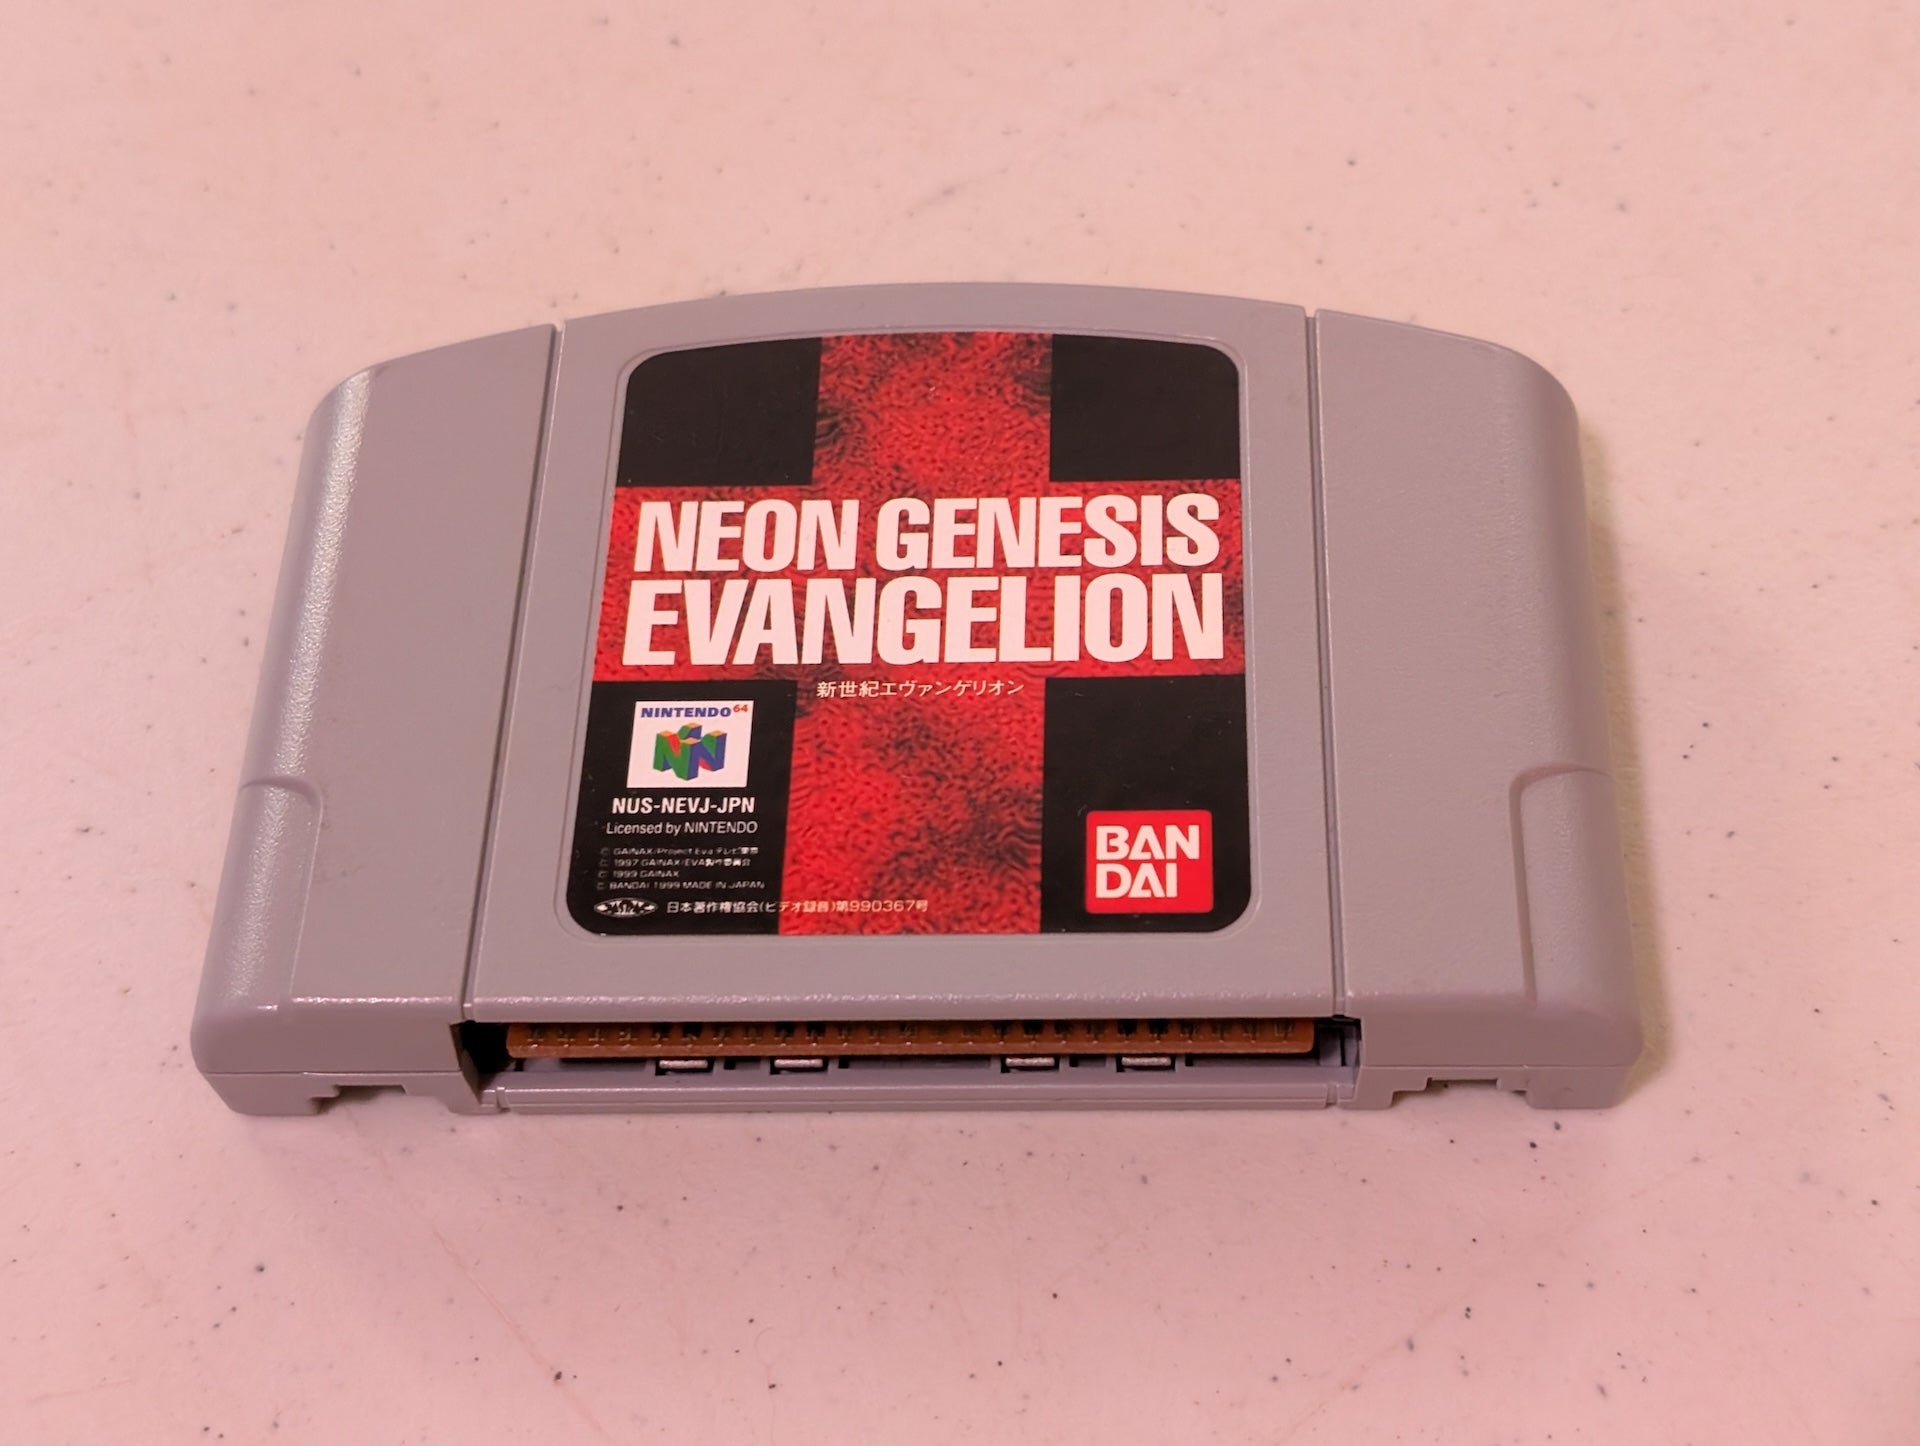 NEON GENESIS
EVANGELION
新世紀エヴァンゲリオン
NINTENDO 64
NUS-NEVJ-JPN
Licensed by NINTENDO
© GAINAX/Project Eva テレビ東京
© 1997 GAINAX/EVA製作委員会
© 1999 GAINAX
© BANDAI 1999 MADE IN JAPAN
日本著作権協会(ビデオ録音)第990367号
BAN
DAI